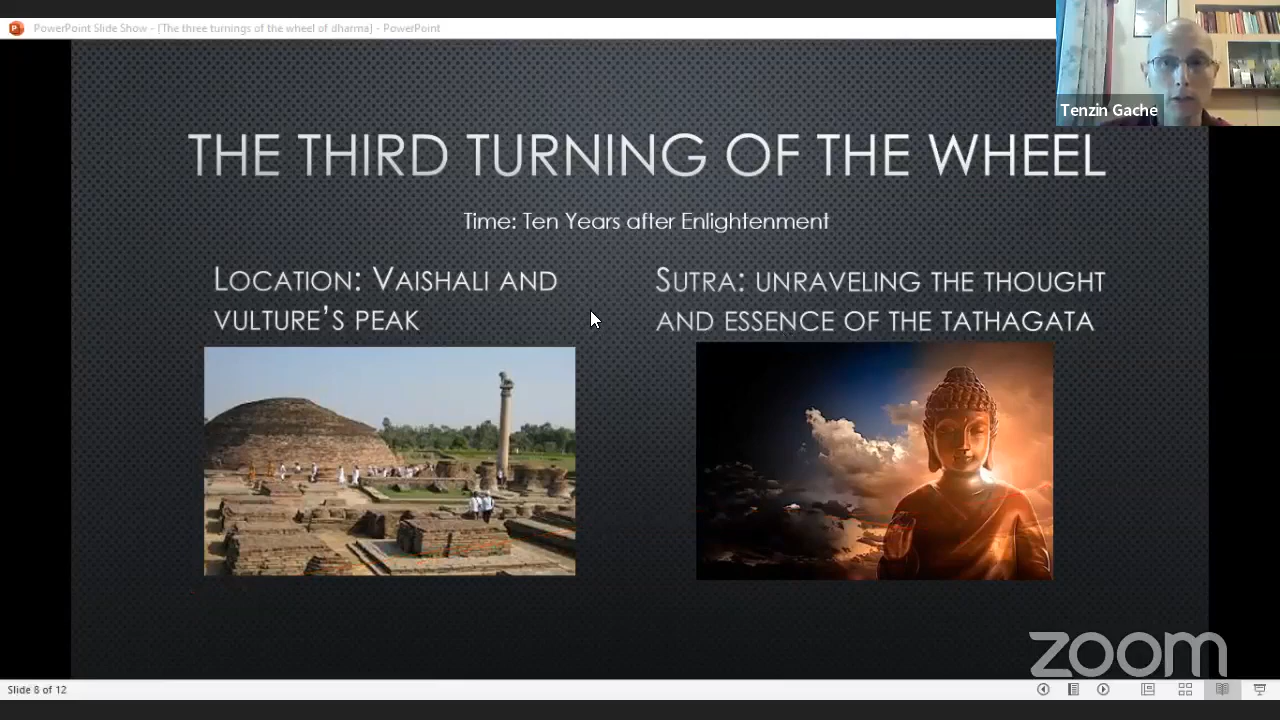 PowerPoint Slide Show - [The three turnings of the wheel of dharma] - PowerPoint
Tenzin Gache
THE THIRD TURNING OF THE WHEEL
Time: Ten Years after Enlightenment
LOCATION: VAISHALI AND
VULTURE’S PEAK
SUTRA: UNRAVELING THE THOUGHT
AND ESSENCE OF THE TATHAGATA
zoom
Slide 8 of 12